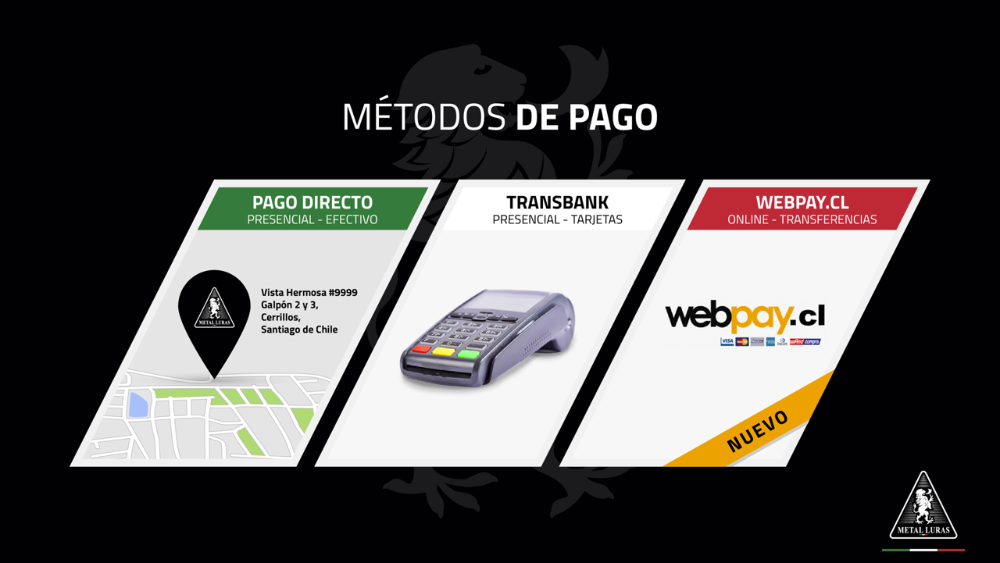 MÉTODOS DE PAGO
PAGO DIRECTO
PRESENCIAL - EFECTIVO
METAL LURAS
Vista Hermosa #9999
Galpón 2 y 3,
Cerrillos,
Santiago de Chile
TRANSBANK
PRESENCIAL - TARJETAS
WEBPAY.CL
ONLINE - TRANSFERENCIAS
webpay.cl
VISA
Red compra
NUEVO
METAL LURAS